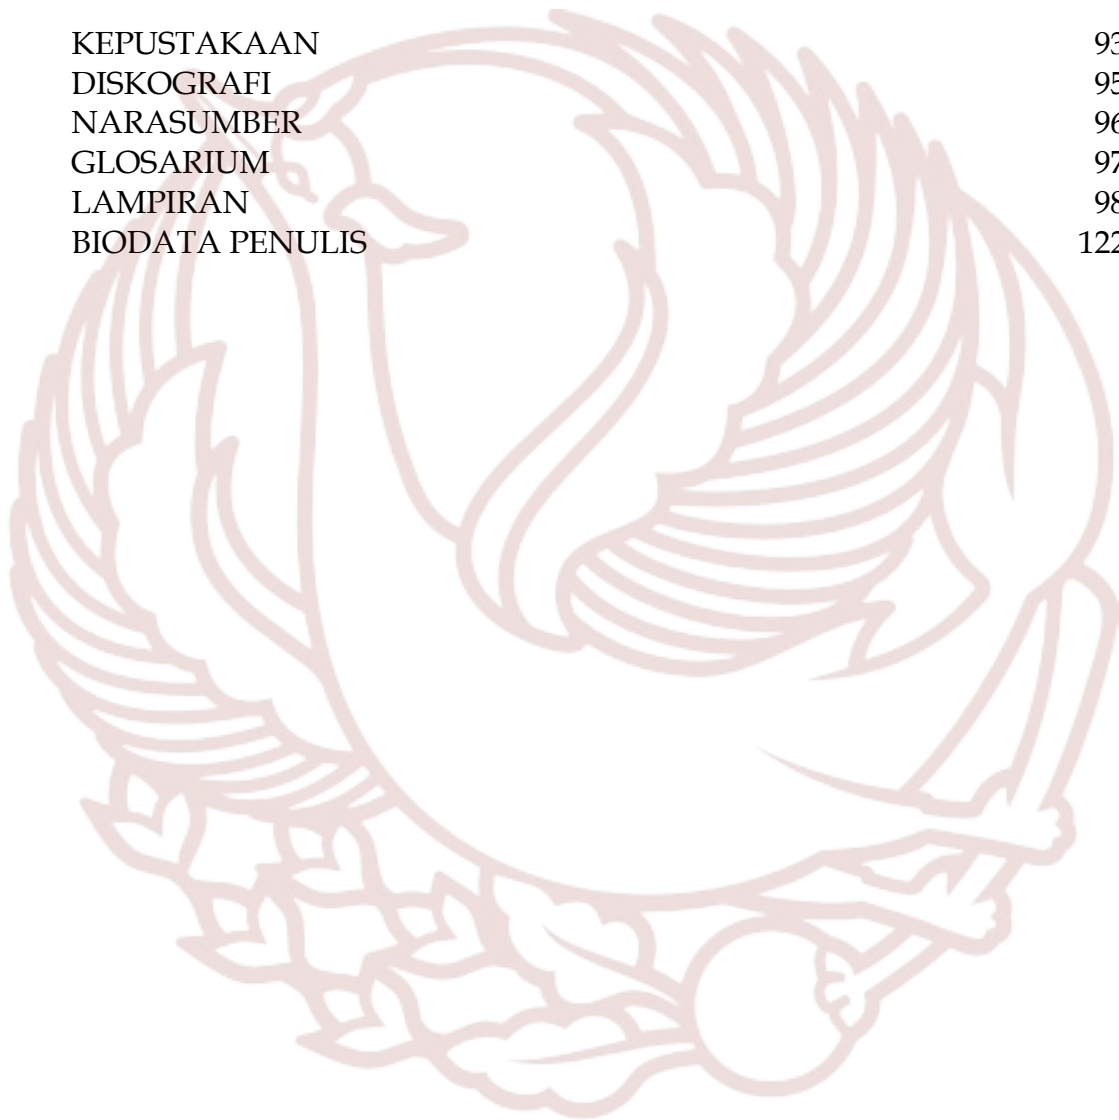 KEPUSTAKAAN 93
DISKOGRAFI 95
NARASUMBER 96
GLOSARIUM 97
LAMPIRAN 98
BIODATA PENULIS 122